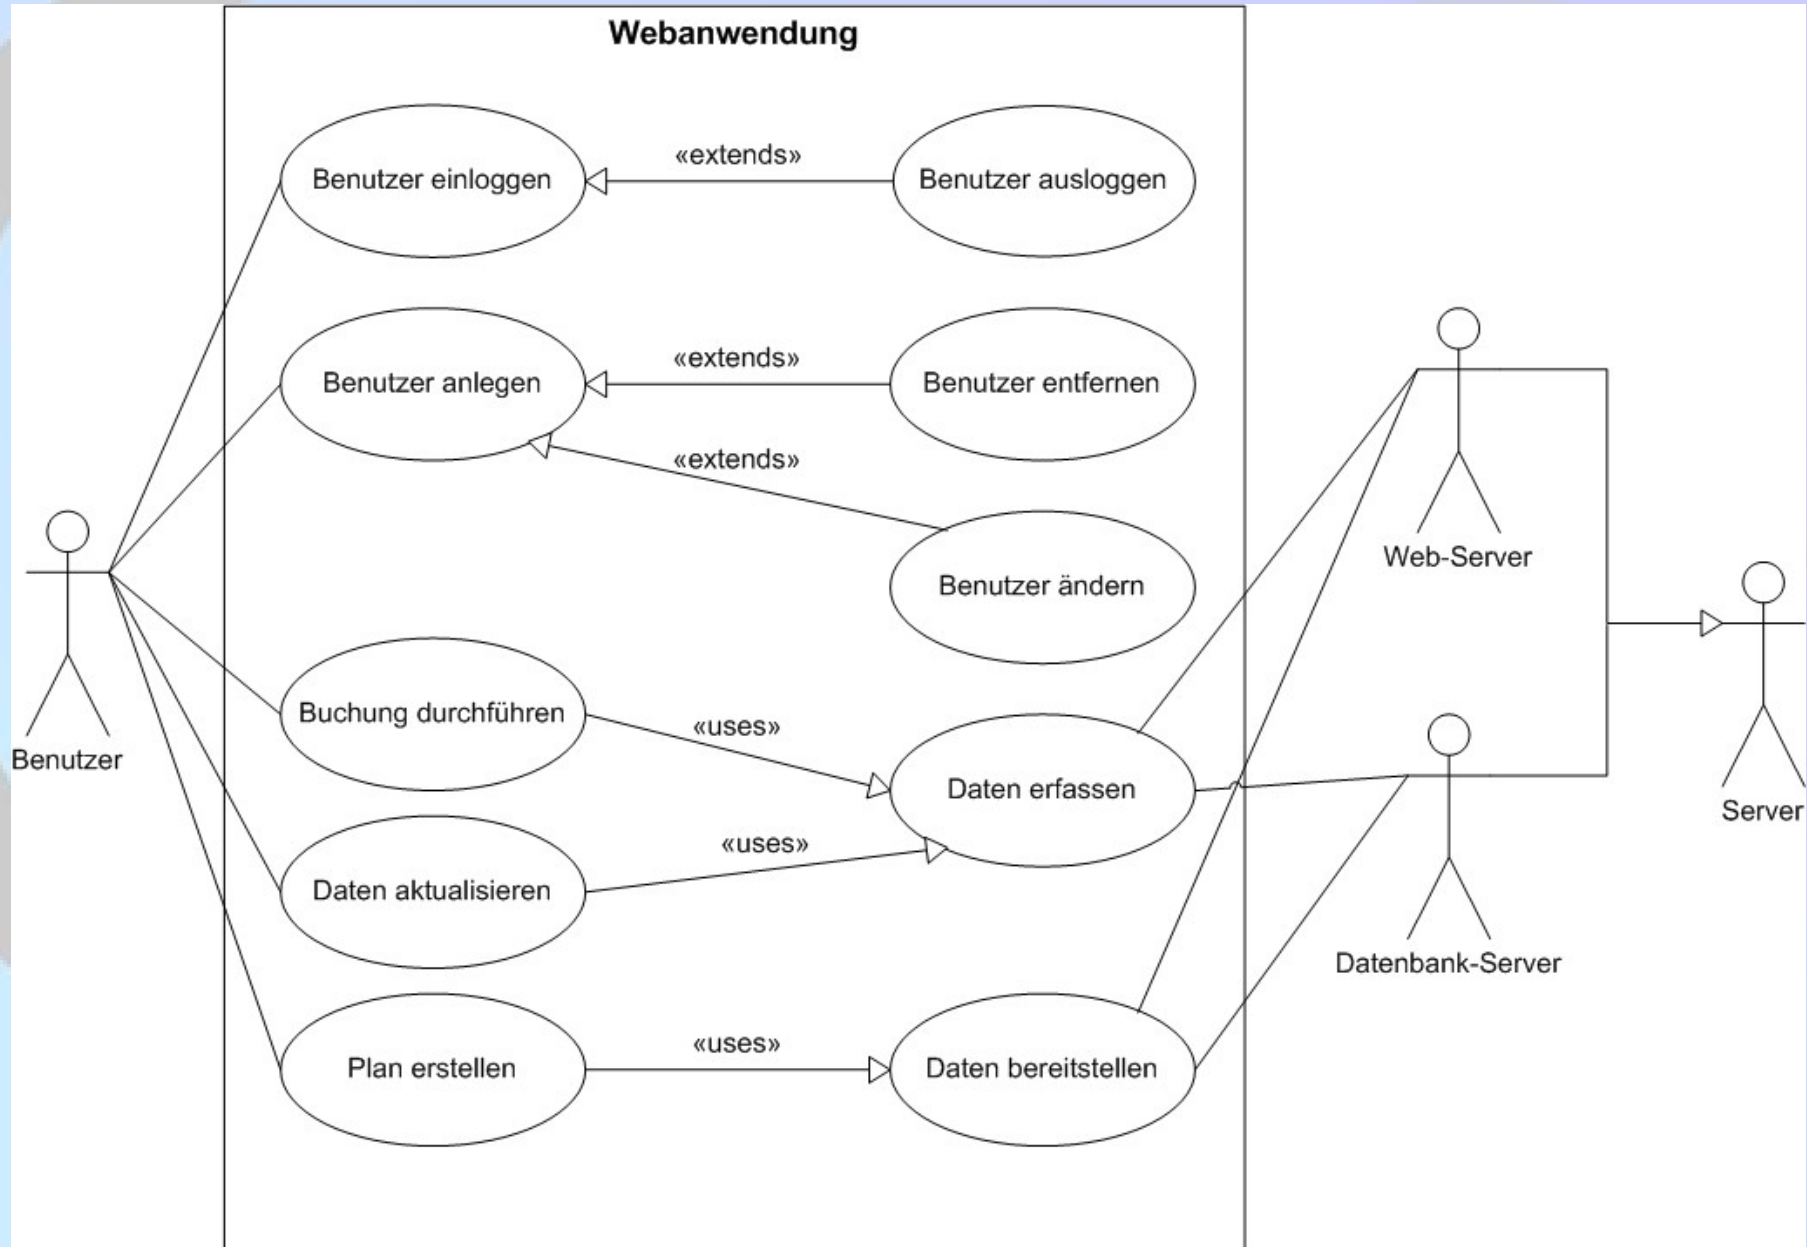 Webanwendung
Benutzer einloggen
«extends»
Benutzer ausloggen
Benutzer anlegen
«extends»
Benutzer entfernen
«extends»
Benutzer ändern
Web-Server
Benutzer
Buchung durchführen
«uses»
Daten erfassen
Server
Daten aktualisieren
«uses»
Datenbank-Server
Plan erstellen
«uses»
Daten bereitstellen